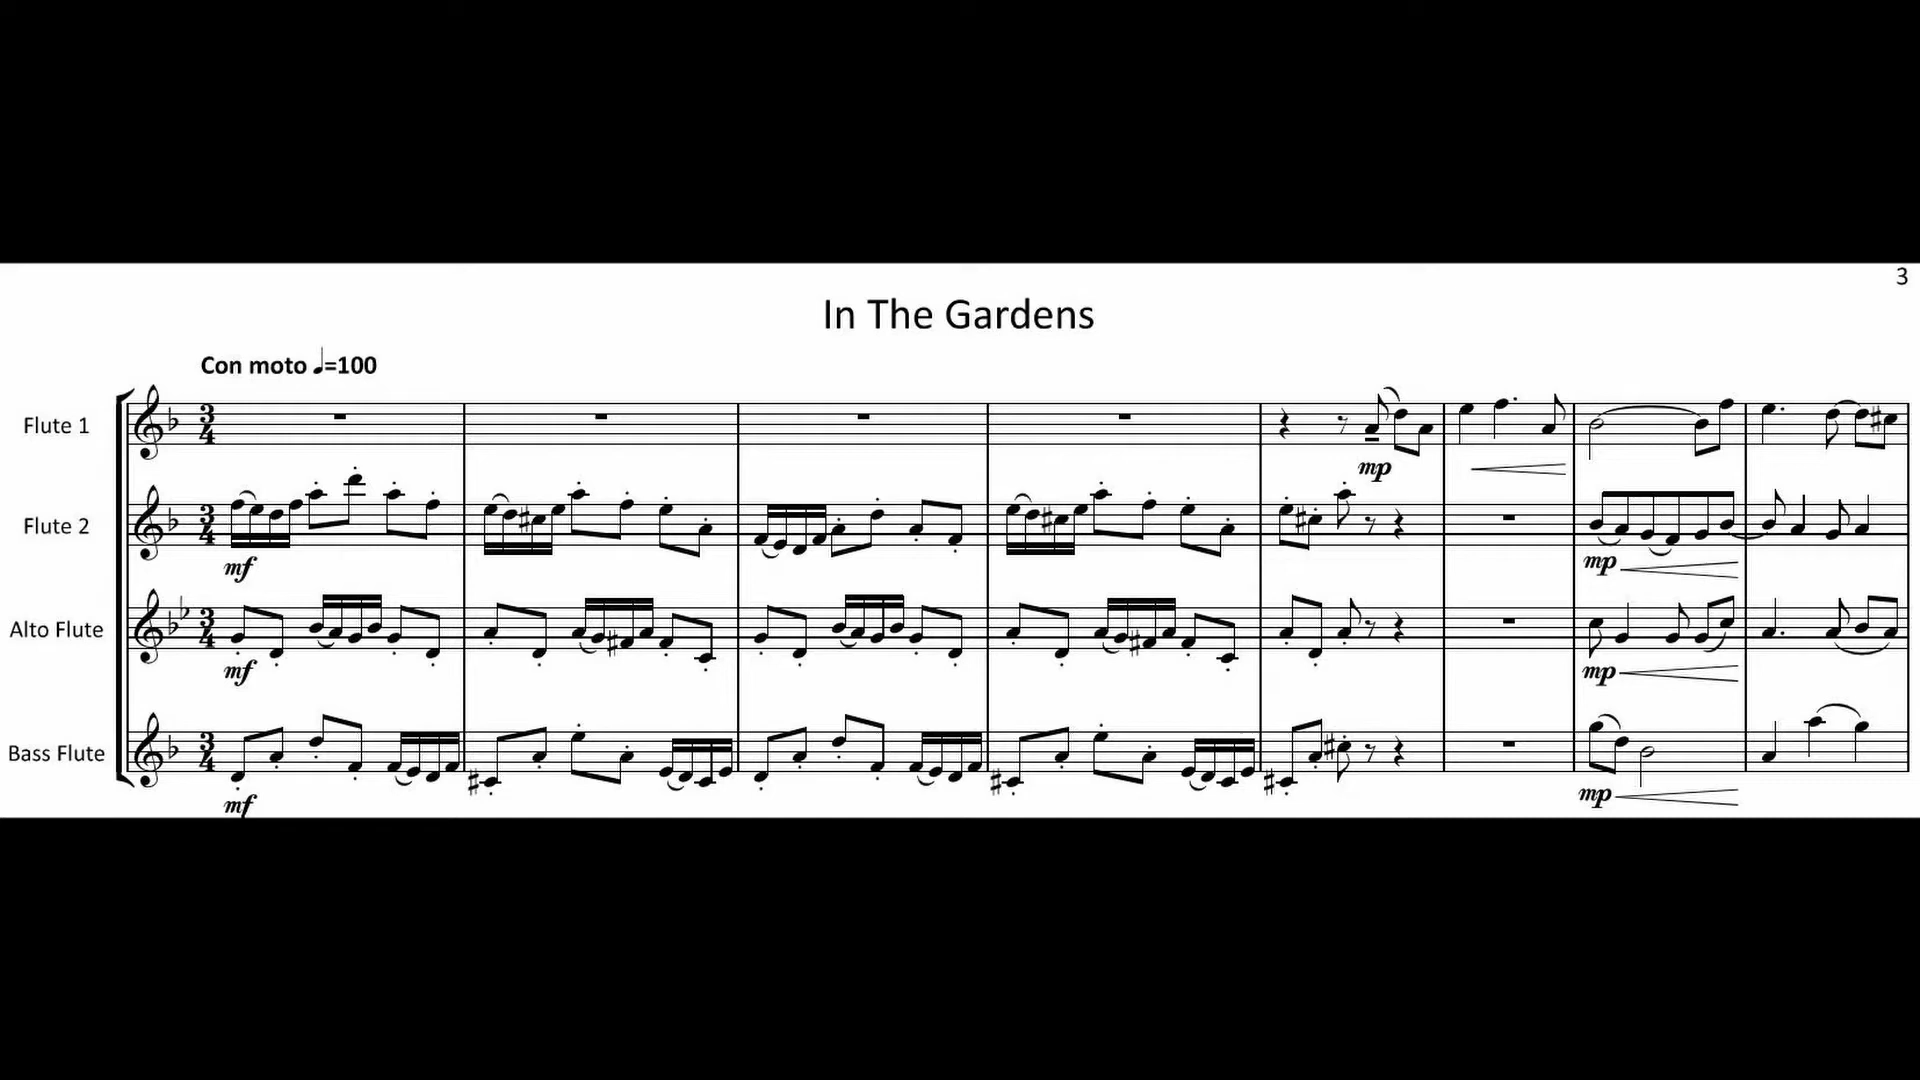 3
In The Gardens
Con moto ♩=100
Flute 1
mp
Flute 2
mf
mp
Alto Flute
mf
mp
Bass Flute
mf
mp